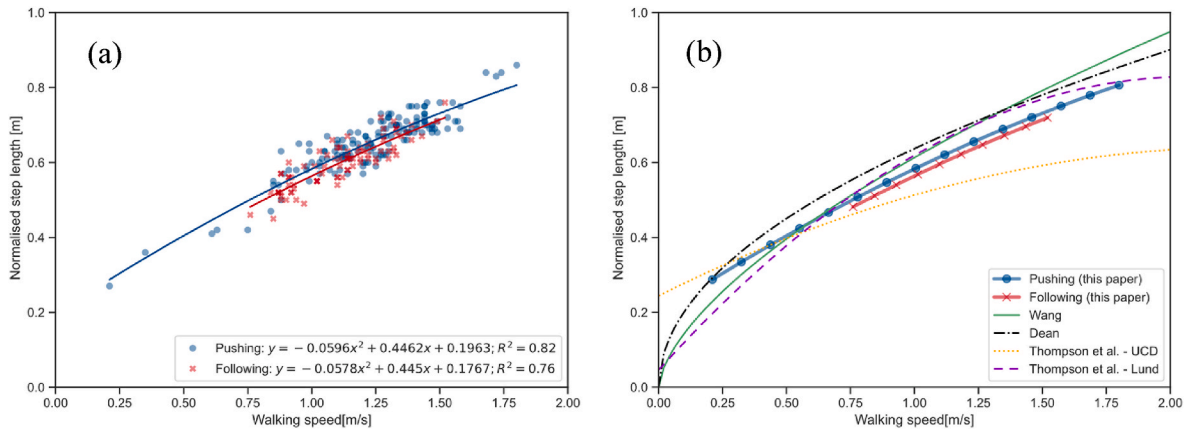 (a)
Normalised step length [m]
1.0
0.8
0.6
0.4
0.2
0.0
0.00 0.25 0.50 0.75 1.00 1.25 1.50 1.75 2.00
Walking speed[m/s]
Pushing: y = − 0.0596x² + 0.4462x + 0.1963; R² = 0.82
Following: y = − 0.0578x² + 0.445x + 0.1767; R² = 0.76
(b)
Normalised step length [m]
1.0
0.8
0.6
0.4
0.2
0.0
0.00 0.25 0.50 0.75 1.00 1.25 1.50 1.75 2.00
Walking speed[m/s]
Pushing (this paper)
Following (this paper)
Wang
Dean
Thompson et al. - UCD
Thompson et al. - Lund